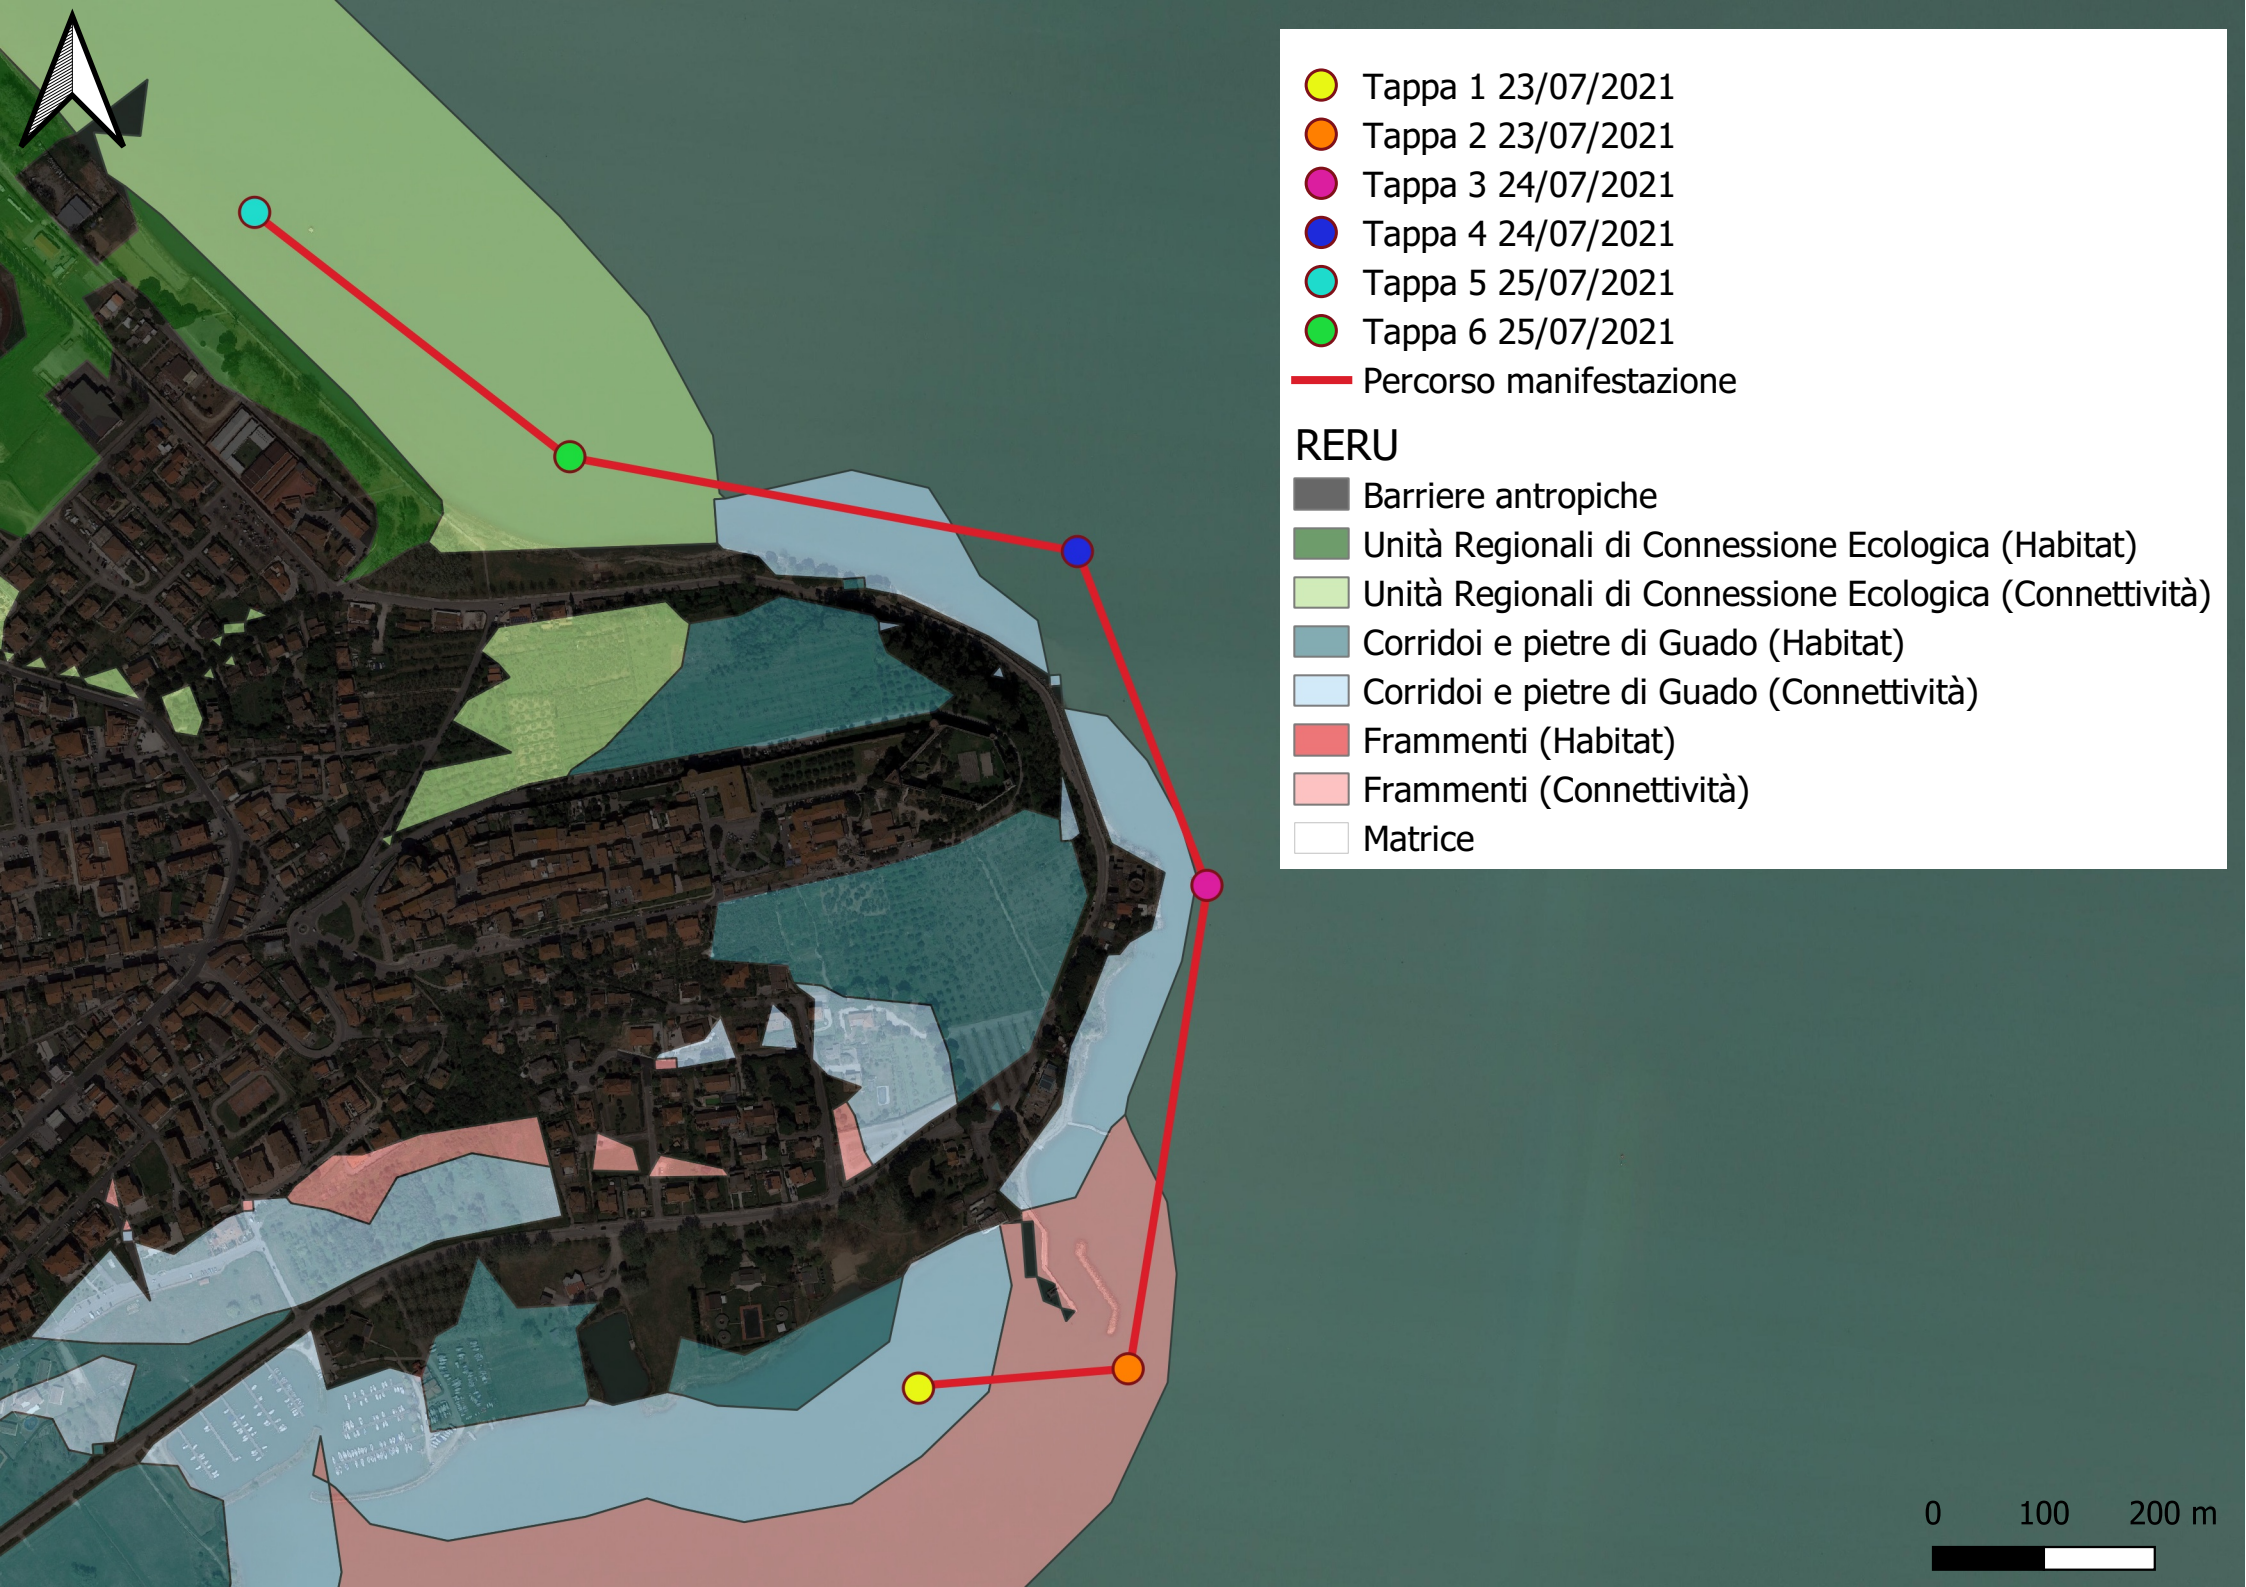 Tappa 1 23/07/2021
Tappa 2 23/07/2021
Tappa 3 24/07/2021
Tappa 4 24/07/2021
Tappa 5 25/07/2021
Tappa 6 25/07/2021
Percorso manifestazione
RERU
Barriere antropiche
Unità Regionali di Connessione Ecologica (Habitat)
Unità Regionali di Connessione Ecologica (Connettività)
Corridoi e pietre di Guado (Habitat)
Corridoi e pietre di Guado (Connettività)
Frammenti (Habitat)
Frammenti (Connettività)
Matrice
0 100 200 m